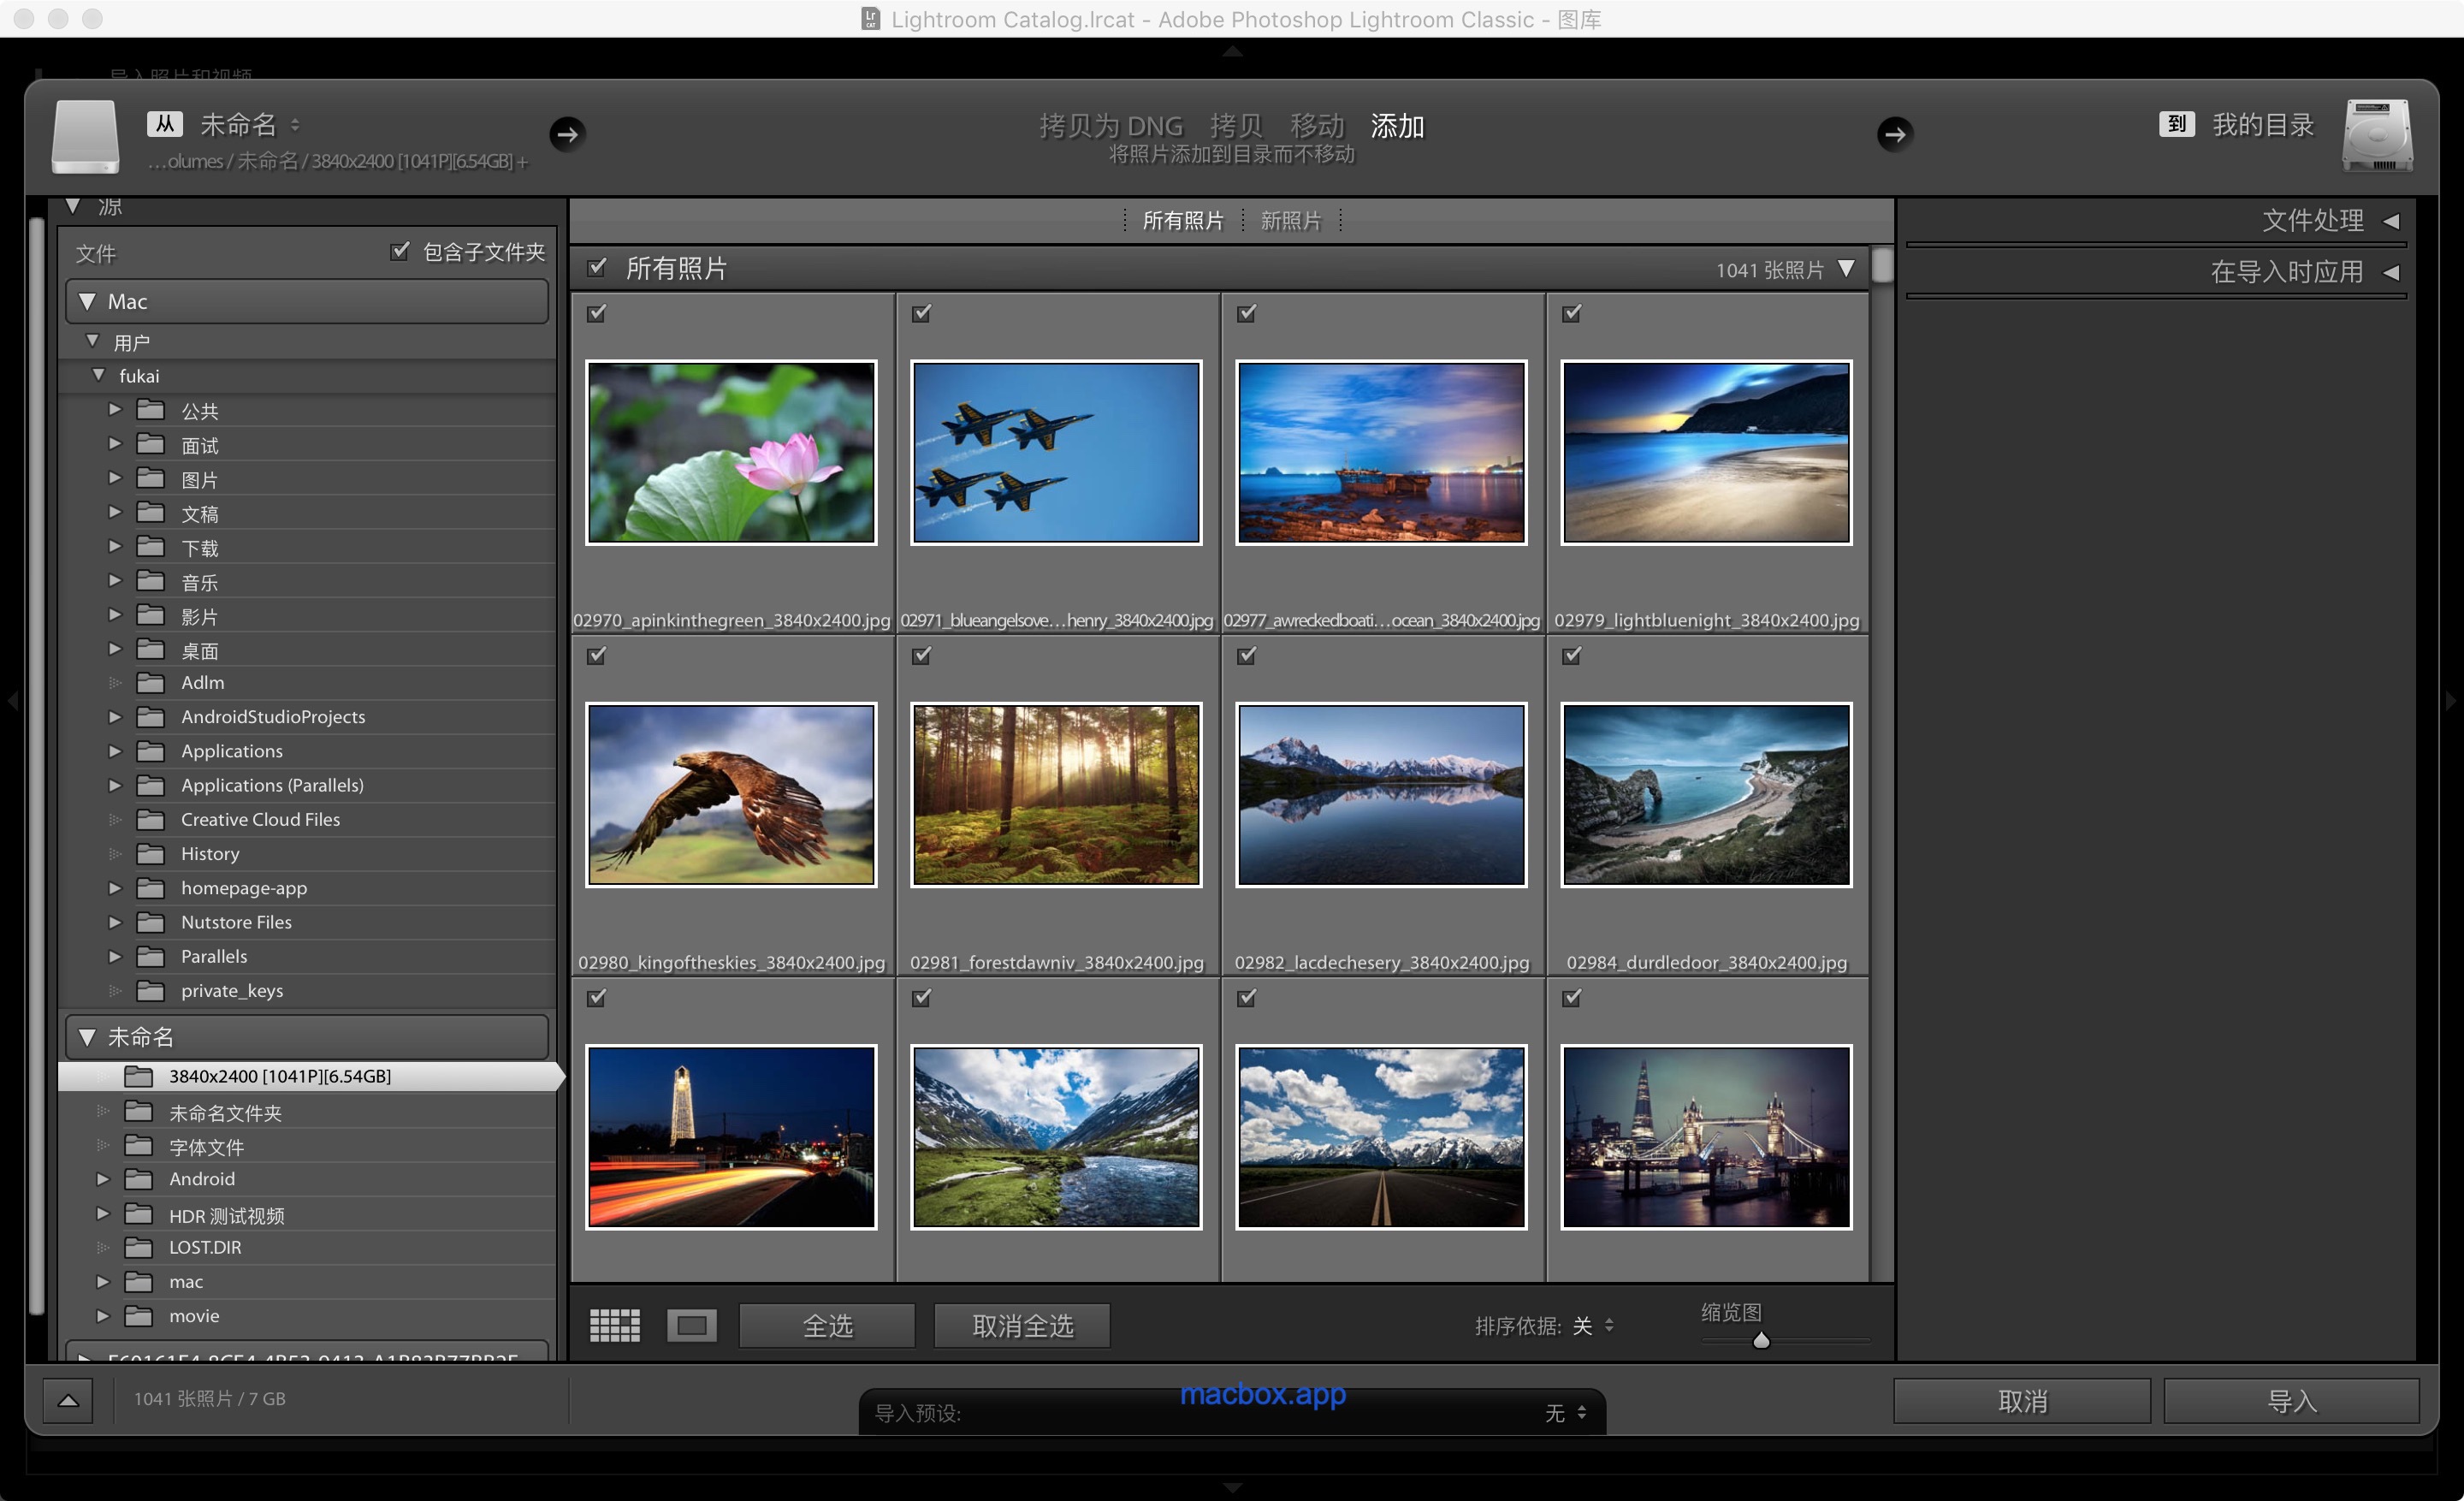 Lightroom Catalog.lrcat - Adobe Photoshop Lightroom Classic - 图库
导入照片和视频
从 未命名
…olumes / 未命名 / 3840x2400 [1041P][6.54GB] +
拷贝为 DNG 拷贝 移动 添加
将照片添加到目录而不移动
到 我的目录
源
文件 包含子文件夹
Mac
用户
fukai
公共
面试
图片
文稿
下载
音乐
影片
桌面
Adlm
AndroidStudioProjects
Applications
Applications (Parallels)
Creative Cloud Files
History
homepage-app
Nutstore Files
Parallels
private_keys
未命名
3840x2400 [1041P][6.54GB]
未命名文件夹
字体文件
Android
HDR 测试视频
LOST.DIR
mac
movie
所有照片 新照片
所有照片 1041 张照片
02970_apinkinthegreen_3840x2400.jpg
02971_blueangelsove…henry_3840x2400.jpg
02977_awreckedboati…ocean_3840x2400.jpg
02979_lightbluenight_3840x2400.jpg
02980_kingoftheskies_3840x2400.jpg
02981_forestdawniv_3840x2400.jpg
02982_lacdechesery_3840x2400.jpg
02984_durdledoor_3840x2400.jpg
全选 取消全选 排序依据: 关 缩览图
文件处理
在导入时应用
1041 张照片 / 7 GB
macbox.app
导入预设: 无
取消 导入